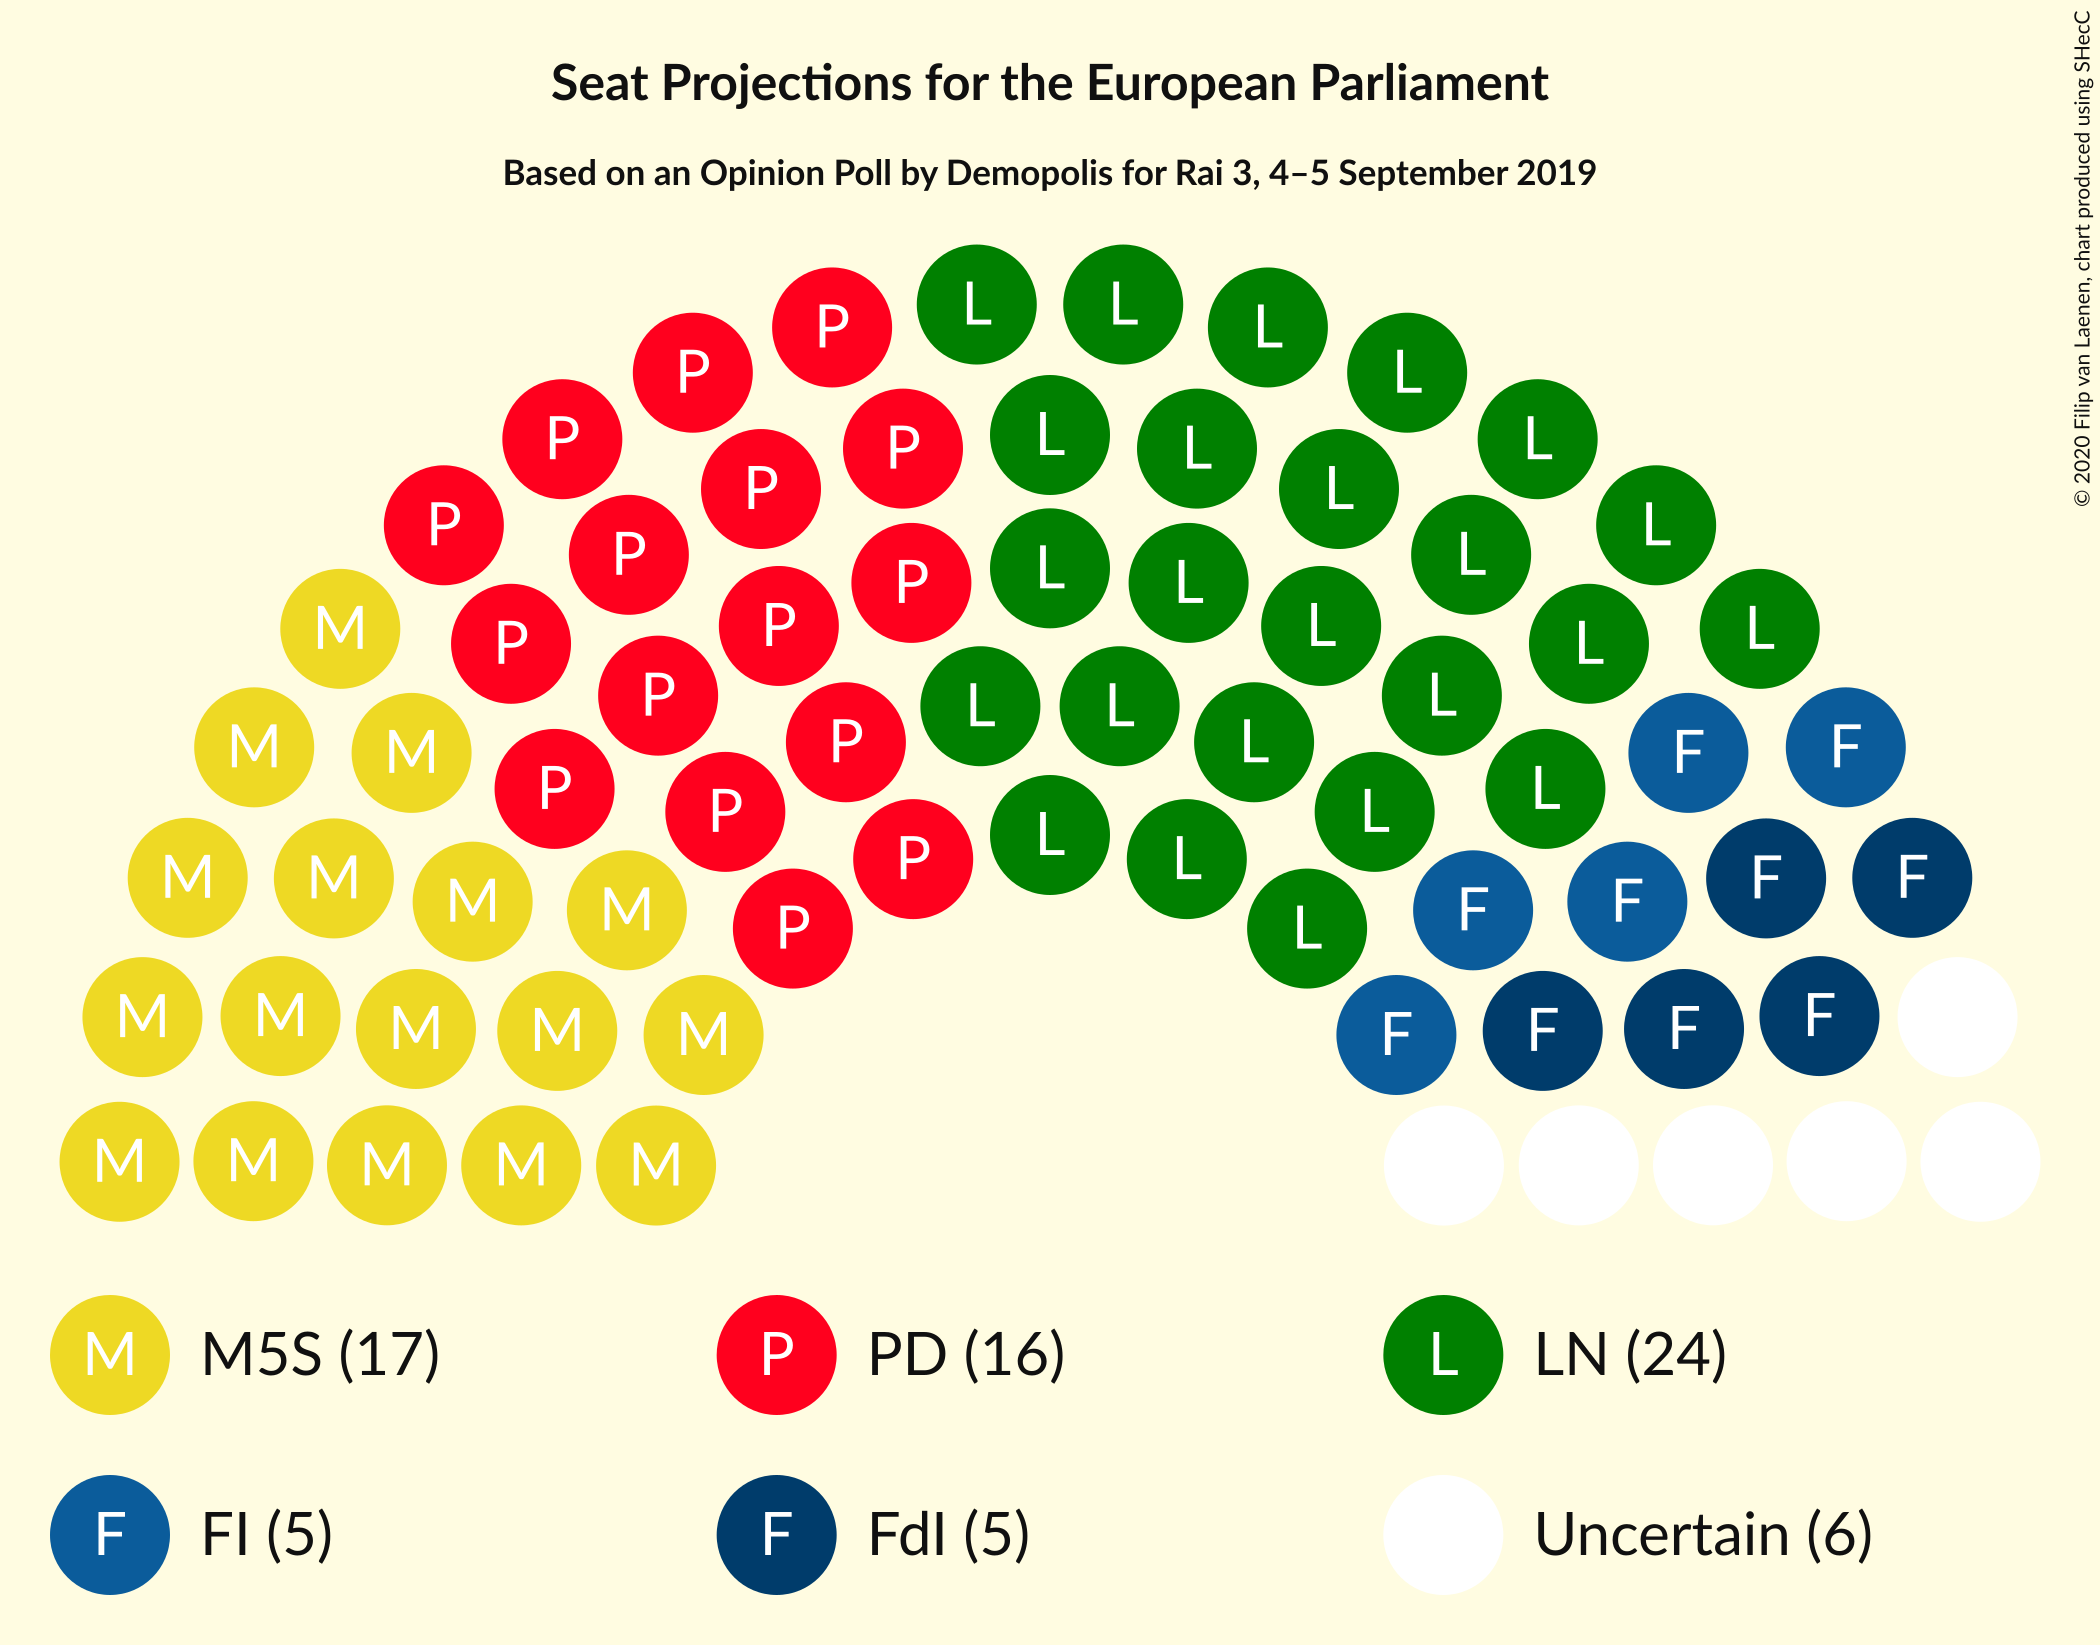 Seat Projections for the European Parliament
Based on an Opinion Poll by Demopolis for Rai 3, 4–5 September 2019
© 2020 Filip van Laenen, chart produced using SHecC
L L
P L
P L
P L L
P L
P L
P L
P L
L
P L
M P L L
P L
P L
L L
P L
M M F F
P L
P L
L
P L
M M F F
M M F F
P L
M M M M M F F F F
M M M M M
M M5S (17)
P PD (16)
L LN (24)
F FI (5)
F FdI (5)
Uncertain (6)